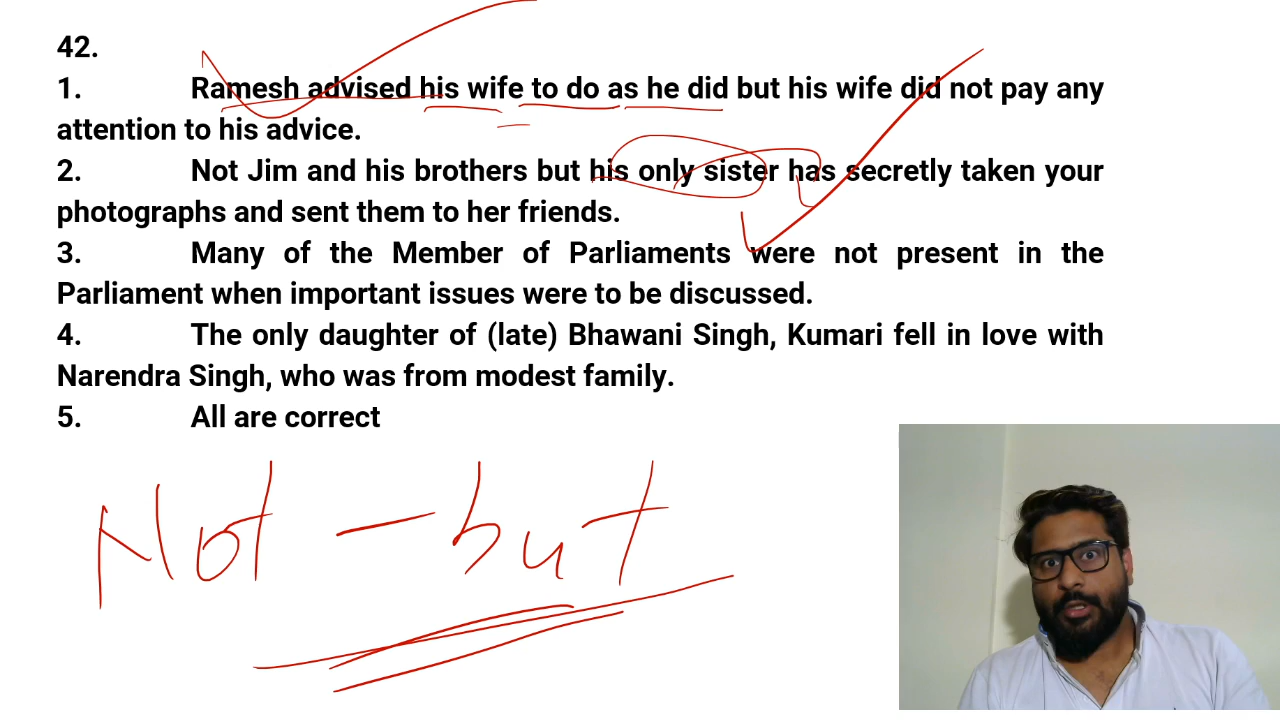 42.
1. Ramesh advised his wife to do as he did but his wife did not pay any
attention to his advice.
2. Not Jim and his brothers but his only sister has secretly taken your
photographs and sent them to her friends.
3. Many of the Member of Parliaments were not present in the
Parliament when important issues were to be discussed.
4. The only daughter of (late) Bhawani Singh, Kumari fell in love with
Narendra Singh, who was from modest family.
5. All are correct
Not - but